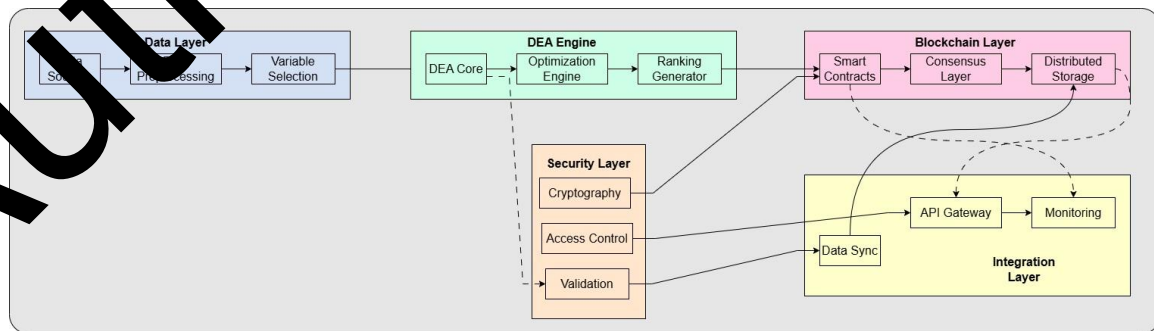 Data Layer
Variable
Selection
DEA Engine
DEA Core
Optimization
Engine
Ranking
Generator
Blockchain Layer
Smart
Contracts
Consensus
Layer
Distributed
Storage
Security Layer
Cryptography
Access Control
Validation
API Gateway
Monitoring
Data Sync
Integration
Layer